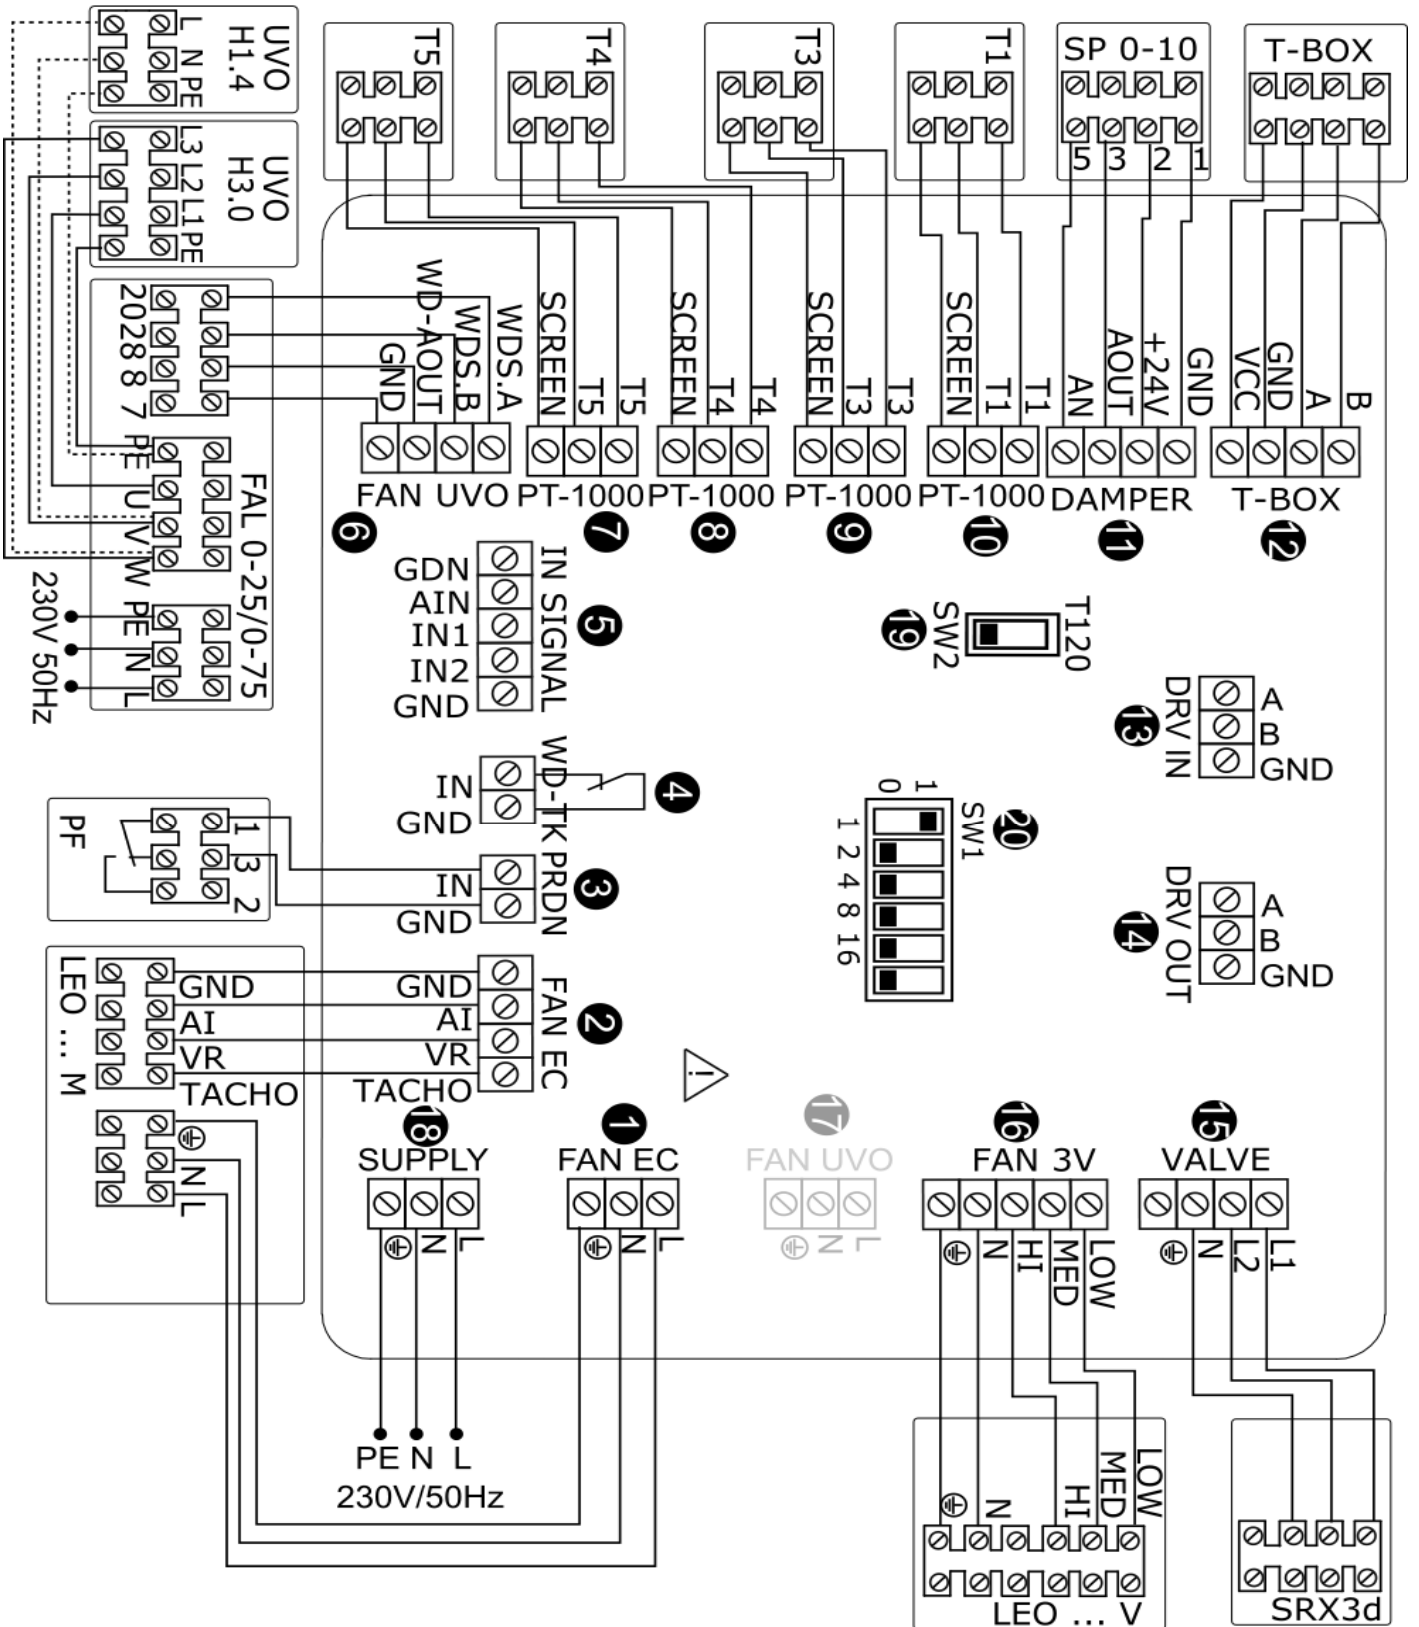 UVO
H1.4
L
N
PE
UVO
H3.0
L3
L2
L1
PE
T5
T4
T3
T1
SP 0-10
5
3
2
1
T-BOX
20
28
8
7
PE
U
V
W
PE
N
L
FAL 0-25/0-75
230V 50Hz
GND
WD-AOUT
WDS.B
WDS.A
FAN UVO
6
SCREEN
T5
T5
PT-1000
7
SCREEN
T4
T4
PT-1000
8
SCREEN
T3
T3
PT-1000
9
SCREEN
T1
T1
PT-1000
10
AN
AOUT
+24V
GND
DAMPER
11
VCC
GND
A
B
T-BOX
12
GDN
AIN
IN1
IN2
GND
IN SIGNAL
5
19
SW2
T120
13
DRV IN
A
B
GND
IN
GND
WD-TK
4
0
1
SW1
20
1
2
4
8
16
14
DRV OUT
A
B
GND
PF
1
3
2
IN
GND
PRDN
3
LEO ... M
GND
AI
VR
TACHO
N
L
GND
AI
VR
TACHO
FAN EC
2
!
18
SUPPLY
N
L
1
FAN EC
N
L
17
FAN UVO
N
L
16
FAN 3V
N
HI
MED
LOW
15
VALVE
N
L2
L1
PE N L
230V/50Hz
N
HI
MED
LOW
LEO ... V
SRX3d